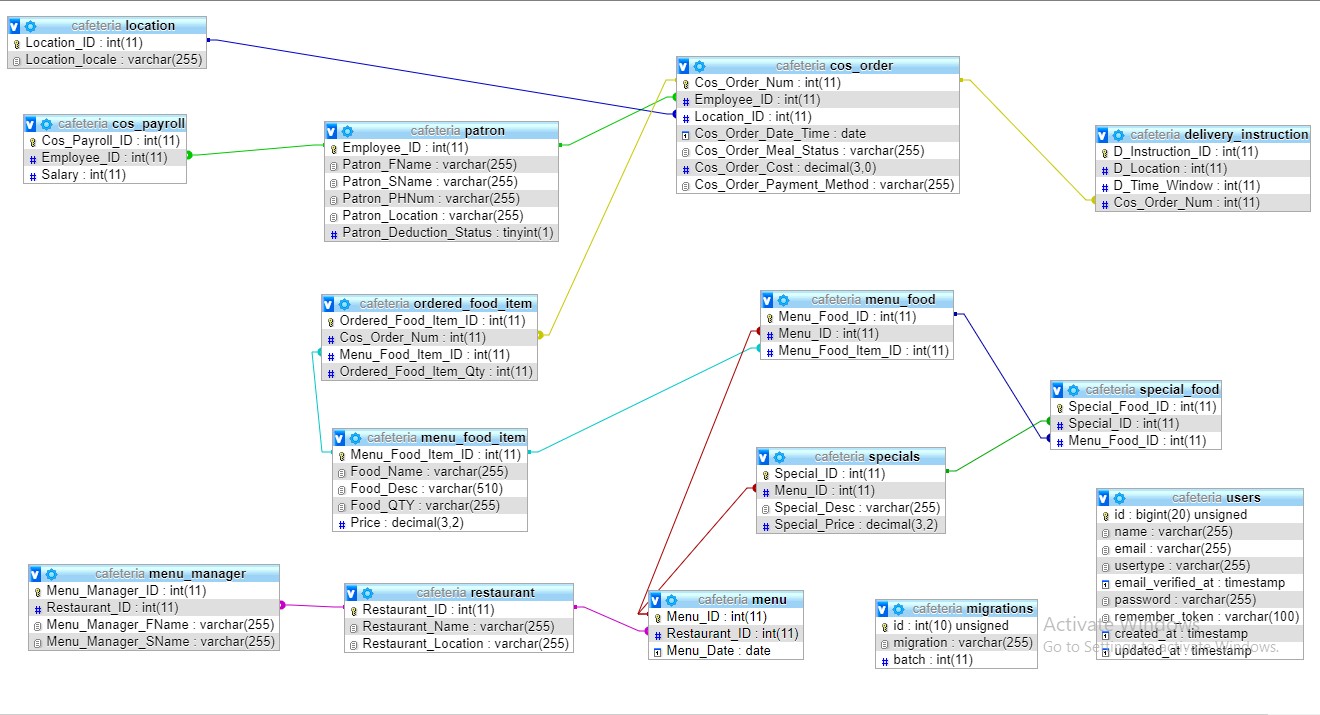 cafeteria location
Location_ID : int(11)
Location_locale : varchar(255)
cafeteria cos_payroll
Cos_Payroll_ID : int(11)
Employee_ID : int(11)
Salary : int(11)
cafeteria patron
Employee_ID : int(11)
Patron_FName : varchar(255)
Patron_SName : varchar(255)
Patron_PHNum : varchar(255)
Patron_Location : varchar(255)
Patron_Deduction_Status : tinyint(1)
cafeteria cos_order
Cos_Order_Num : int(11)
Employee_ID : int(11)
Location_ID : int(11)
Cos_Order_Date_Time : date
Cos_Order_Meal_Status : varchar(255)
Cos_Order_Cost : decimal(3,0)
Cos_Order_Payment_Method : varchar(255)
cafeteria delivery_instruction
D_Instruction_ID : int(11)
D_Location : int(11)
D_Time_Window : int(11)
Cos_Order_Num : int(11)
cafeteria ordered_food_item
Ordered_Food_Item_ID : int(11)
Cos_Order_Num : int(11)
Menu_Food_Item_ID : int(11)
Ordered_Food_Item_Qty : int(11)
cafeteria menu_food
Menu_Food_ID : int(11)
Menu_ID : int(11)
Menu_Food_Item_ID : int(11)
cafeteria special_food
Special_Food_ID : int(11)
Special_ID : int(11)
Menu_Food_ID : int(11)
cafeteria menu_food_item
Menu_Food_Item_ID : int(11)
Food_Name : varchar(255)
Food_Desc : varchar(510)
Food_QTY : varchar(255)
Price : decimal(3,2)
cafeteria specials
Special_ID : int(11)
Menu_ID : int(11)
Special_Desc : varchar(255)
Special_Price : decimal(3,2)
cafeteria users
id : bigint(20) unsigned
name : varchar(255)
email : varchar(255)
usertype : varchar(255)
email_verified_at : timestamp
password : varchar(255)
remember_token : varchar(100)
created_at : timestamp
updated_at : timestamp
cafeteria menu_manager
Menu_Manager_ID : int(11)
Restaurant_ID : int(11)
Menu_Manager_FName : varchar(255)
Menu_Manager_SName : varchar(255)
cafeteria restaurant
Restaurant_ID : int(11)
Restaurant_Name : varchar(255)
Restaurant_Location : varchar(255)
cafeteria menu
Menu_ID : int(11)
Restaurant_ID : int(11)
Menu_Date : date
cafeteria migrations
id : int(10) unsigned
migration : varchar(255)
batch : int(11)
Activate Windows
Go to Settings to activate Windows.